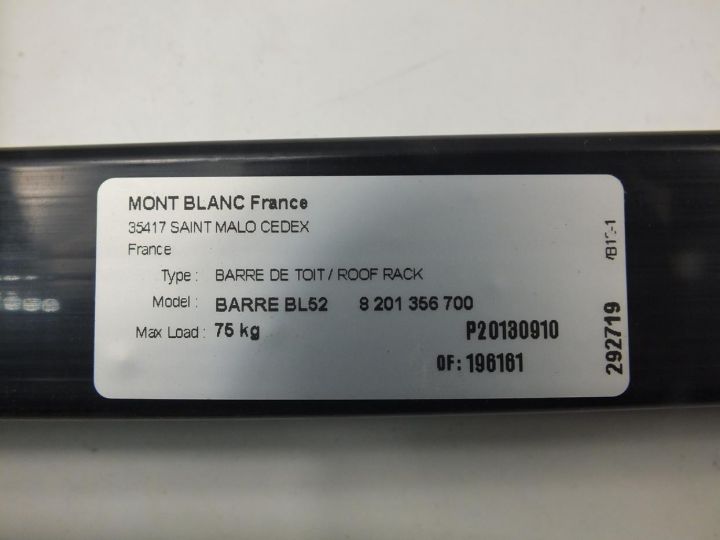 MONT BLANC France
35417 SAINT MALO CEDEX
France
Type : BARRE DE TOIT / ROOF RACK
Model : BARRE BL52 8 201 356 700
Max Load : 75 kg P20130910
OF: 196161
292719